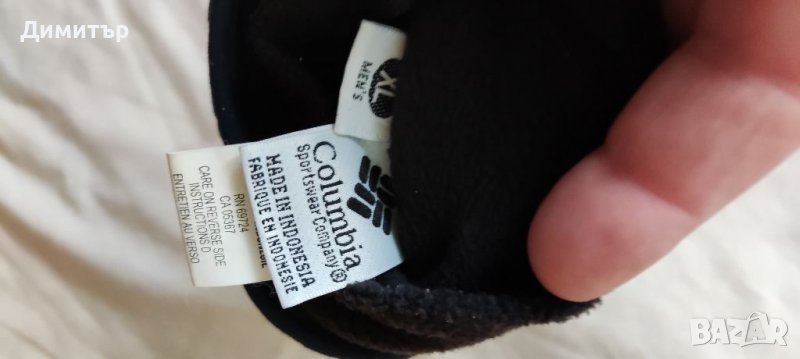 Димитър
XL
MEN'S
Columbia
Sportswear Company®
MADE IN INDONESIA
FABRIQUE EN INDONESIE
RN 69724
CA 05367
CARE ON REVERSE SIDE
INSTRUCTIONS D
ENTRETIEN AU VERSO
BAZAR